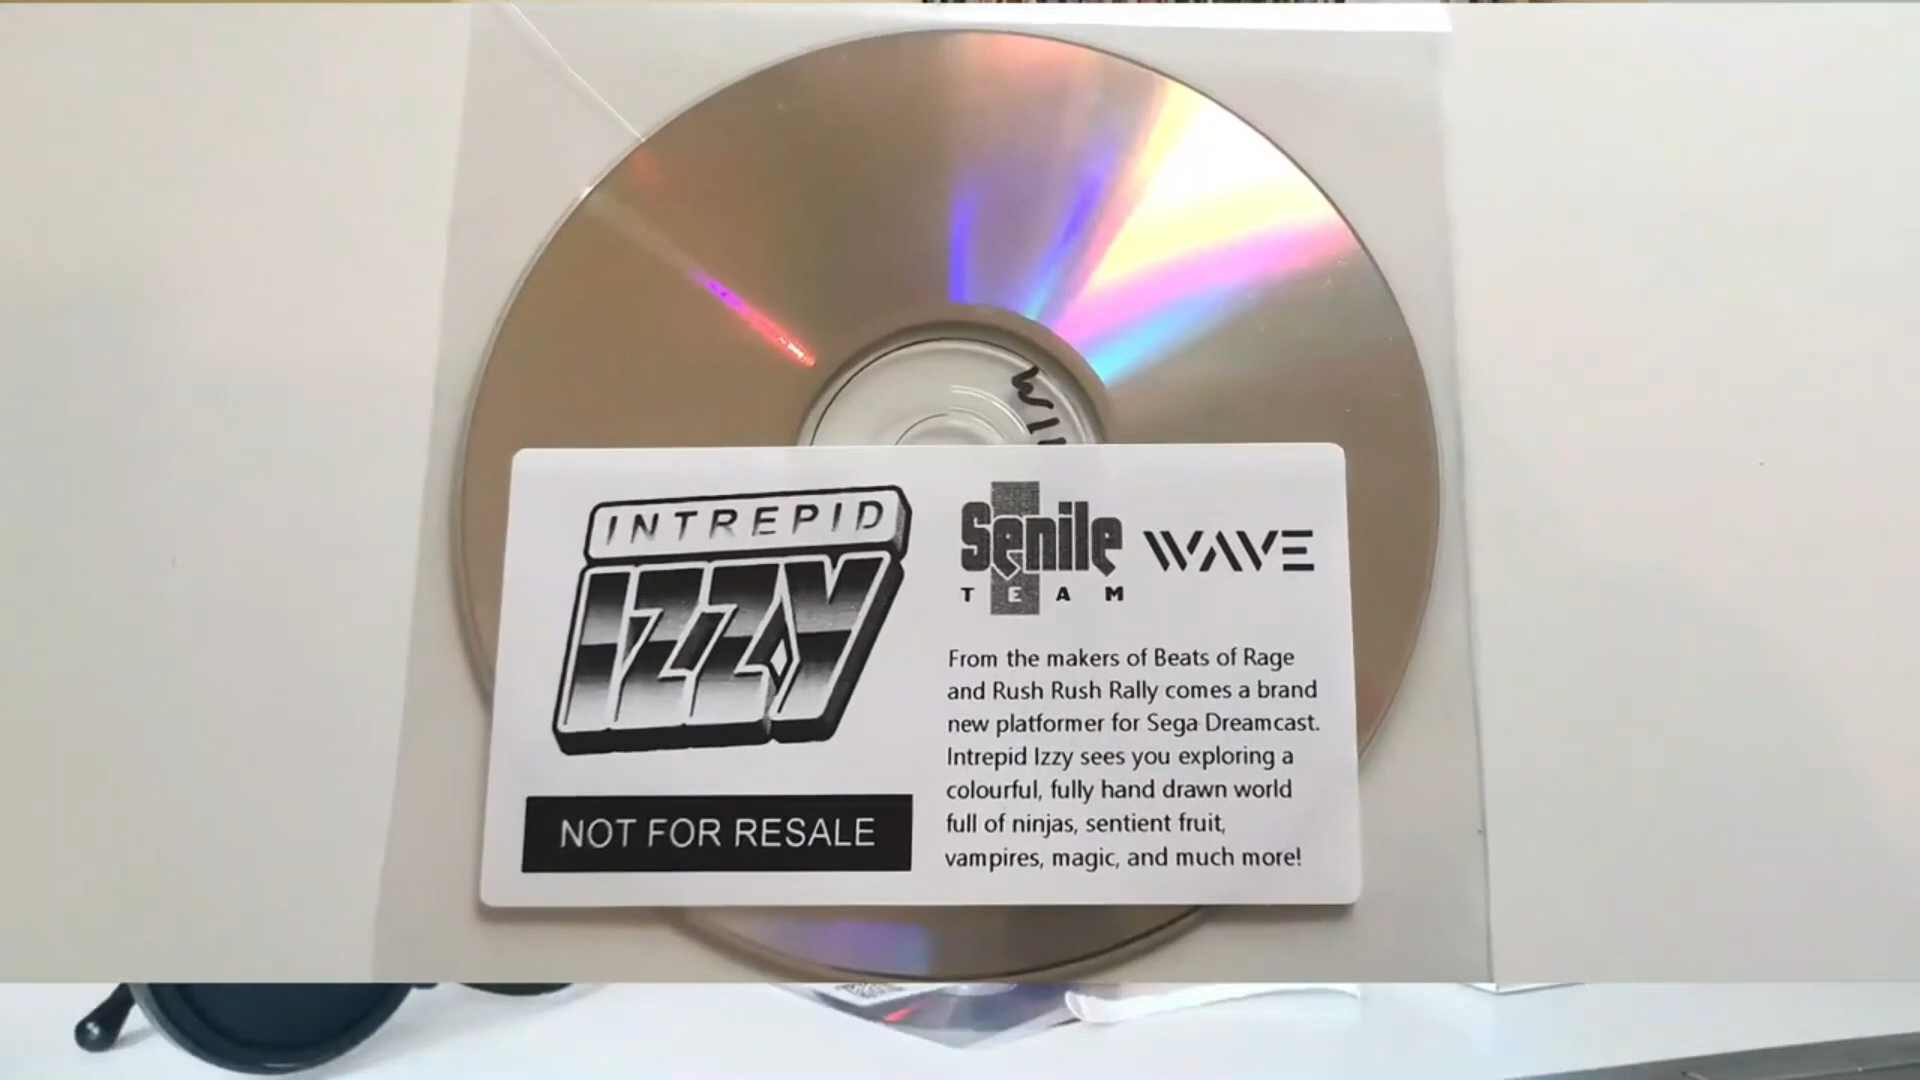 INTREPID
IZZY
NOT FOR RESALE
Senile
TEAM
WAVE
From the makers of Beats of Rage
and Rush Rush Rally comes a brand
new platformer for Sega Dreamcast.
Intrepid Izzy sees you exploring a
colourful, fully hand drawn world
full of ninjas, sentient fruit,
vampires, magic, and much more!